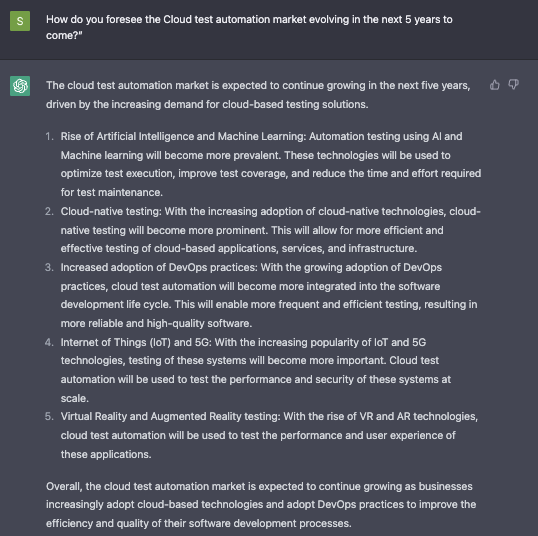 S
How do you foresee the Cloud test automation market evolving in the next 5 years to
come?"
The cloud test automation market is expected to continue growing in the next five years,
driven by the increasing demand for cloud-based testing solutions.
1. Rise of Artificial Intelligence and Machine Learning: Automation testing using AI and
Machine learning will become more prevalent. These technologies will be used to
optimize test execution, improve test coverage, and reduce the time and effort required
for test maintenance.
2. Cloud-native testing: With the increasing adoption of cloud-native technologies, cloud-
native testing will become more prominent. This will allow for more efficient and
effective testing of cloud-based applications, services, and infrastructure.
3. Increased adoption of DevOps practices: With the growing adoption of DevOps
practices, cloud test automation will become more integrated into the software
development life cycle. This will enable more frequent and efficient testing, resulting in
more reliable and high-quality software.
4. Internet of Things (IoT) and 5G: With the increasing popularity of IoT and 5G
technologies, testing of these systems will become more important. Cloud test
automation will be used to test the performance and security of these systems at
scale.
5. Virtual Reality and Augmented Reality testing: With the rise of VR and AR technologies,
cloud test automation will be used to test the performance and user experience of
these applications.
Overall, the cloud test automation market is expected to continue growing as businesses
increasingly adopt cloud-based technologies and adopt DevOps practices to improve the
efficiency and quality of their software development processes.